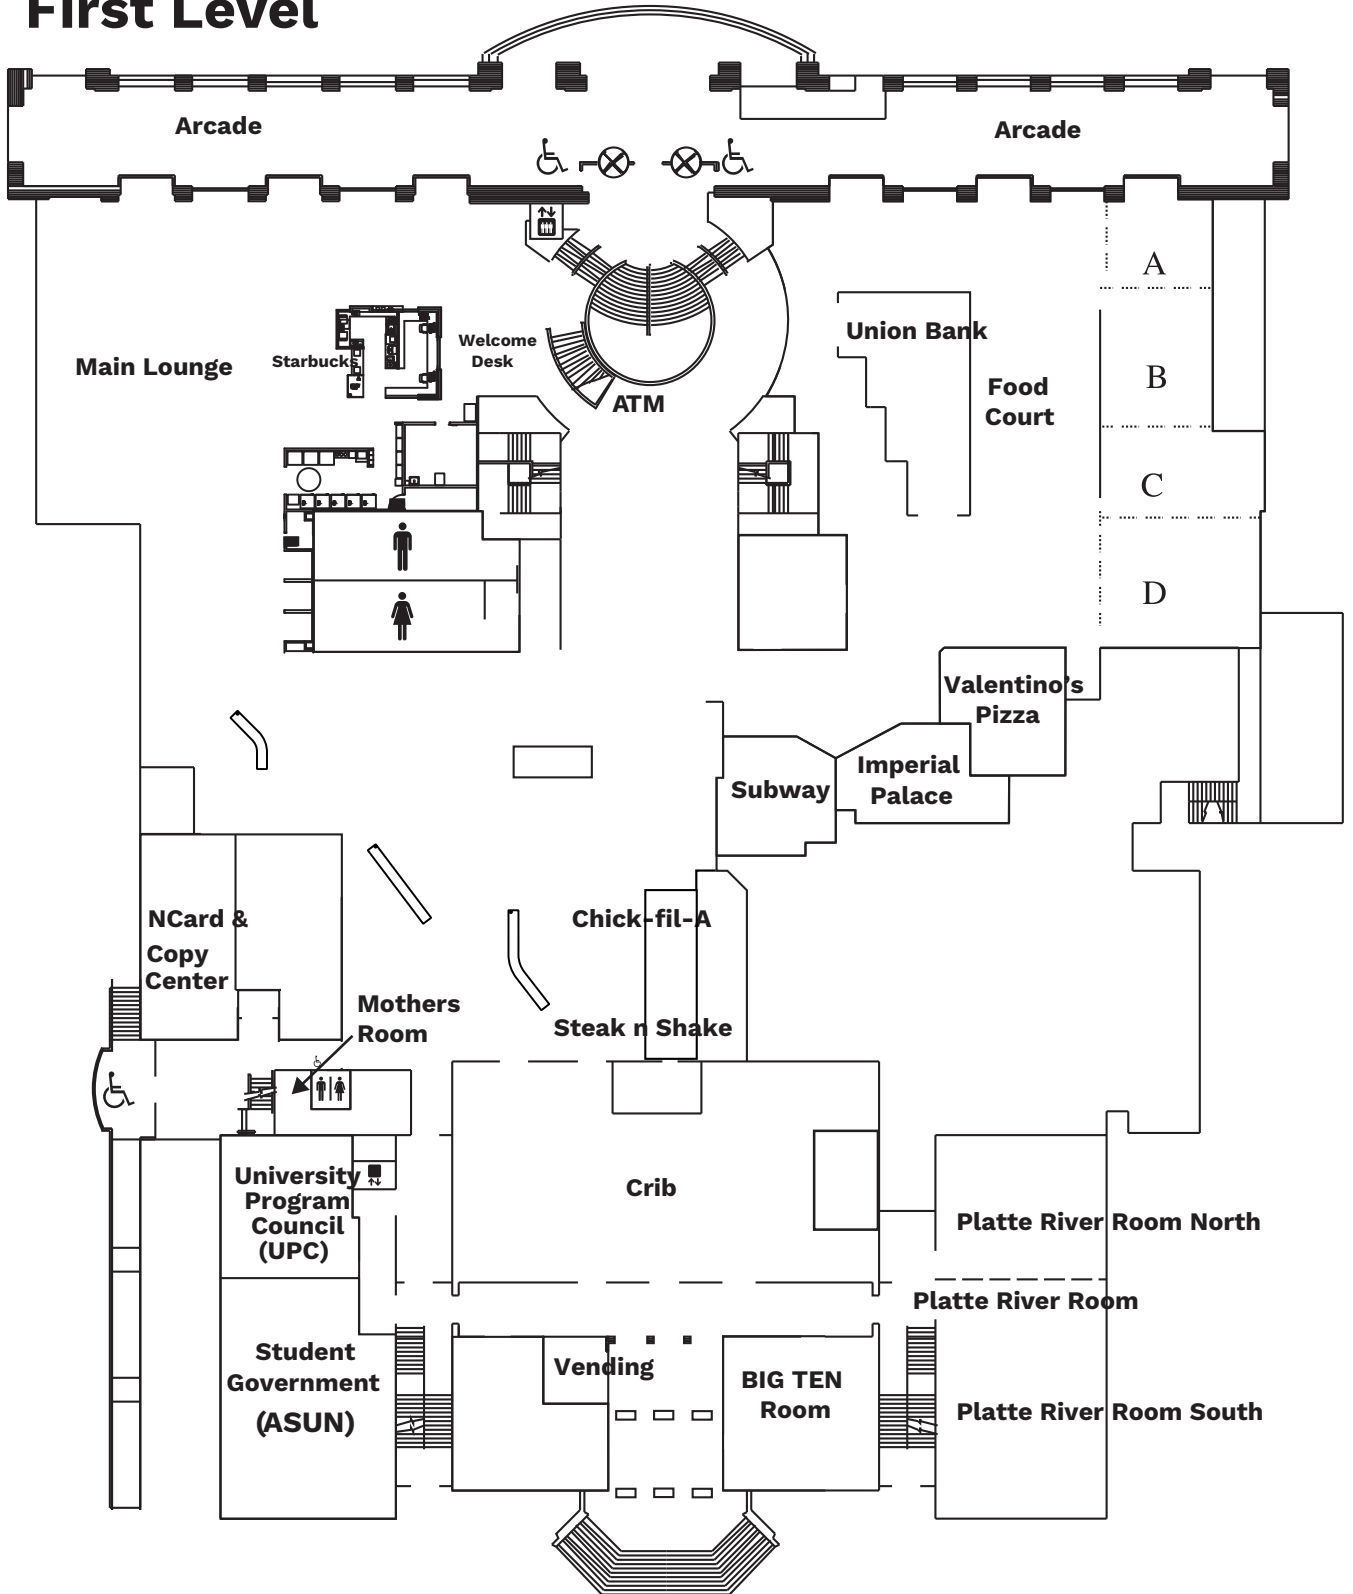 First Level
Arcade
Arcade
A
Union Bank
Welcome
Desk
Starbucks
Main Lounge
B
Food
Court
ATM
C
D
Valentino's
Pizza
Imperial
Palace
Subway
Chick-fil-A
NCard &
Copy
Center
Mothers
Room
Steak n Shake
University
Program
Council
(UPC)
Crib
Platte River Room North
Platte River Room
Student
Government
(ASUN)
Vending
BIG TEN
Room
Platte River Room South